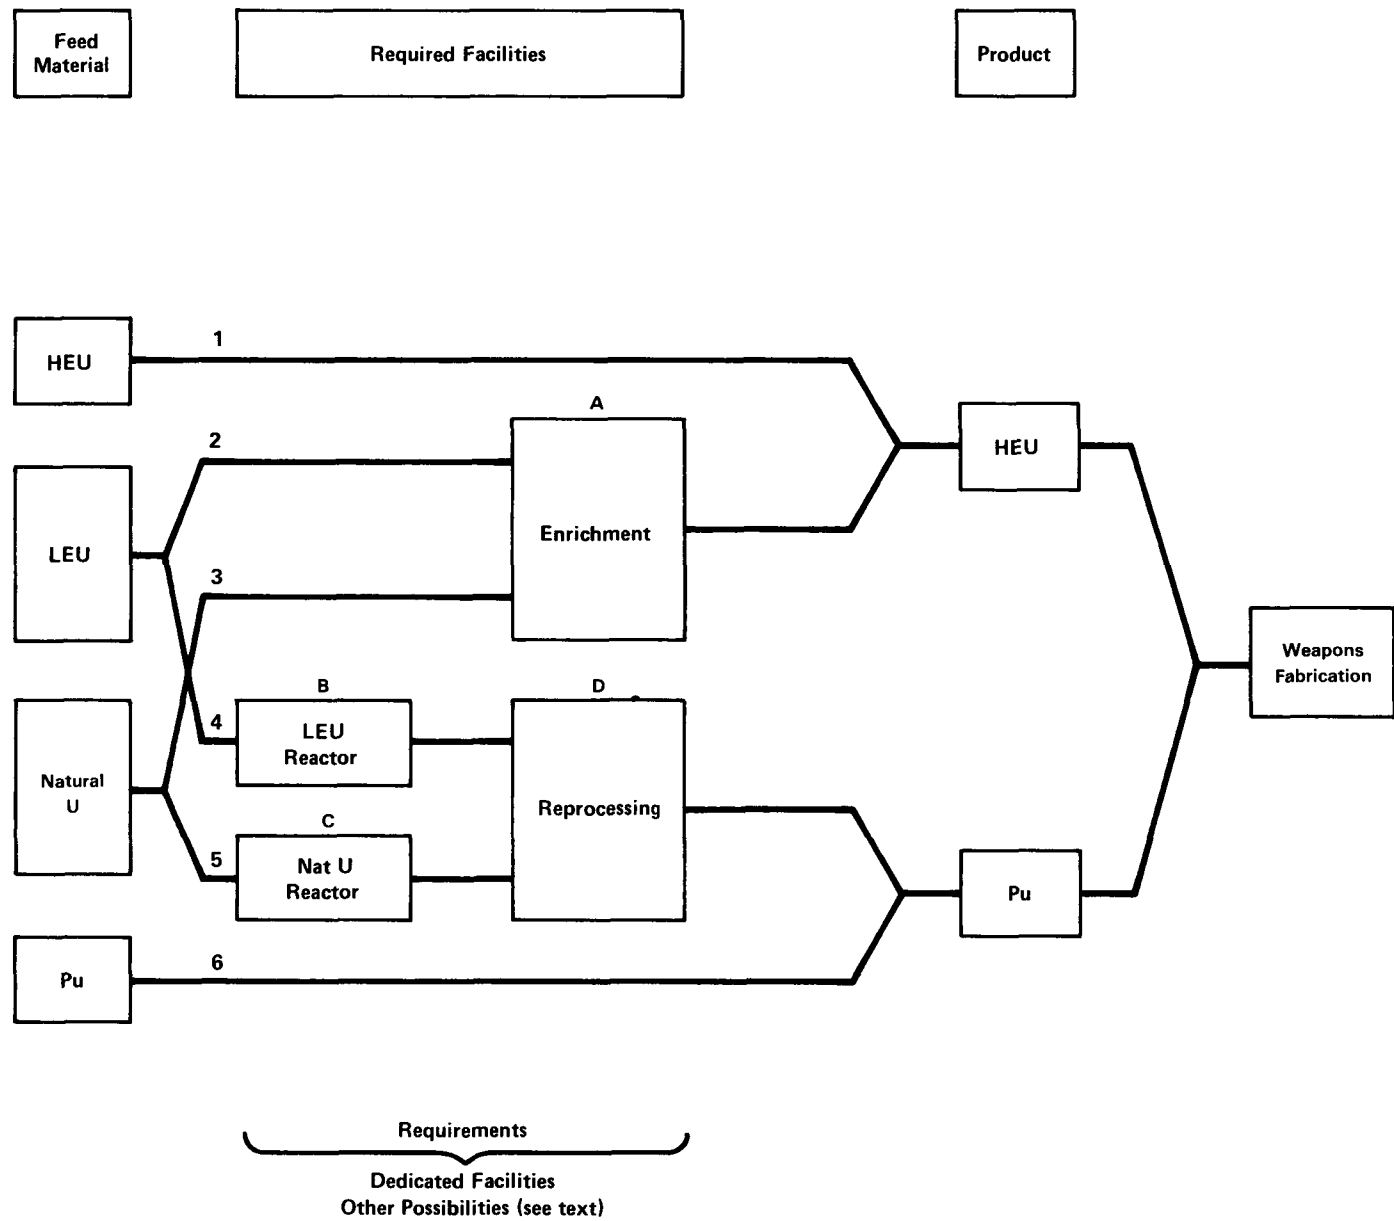 Feed
Material
Required Facilities
Product
1
HEU
A
2
HEU
LEU
Enrichment
3
B
D
Weapons
Fabrication
4
LEU
Reactor
Natural
U
Reprocessing
C
5
Nat U
Reactor
Pu
6
Pu
Requirements
Dedicated Facilities
Other Possibilities (see text)